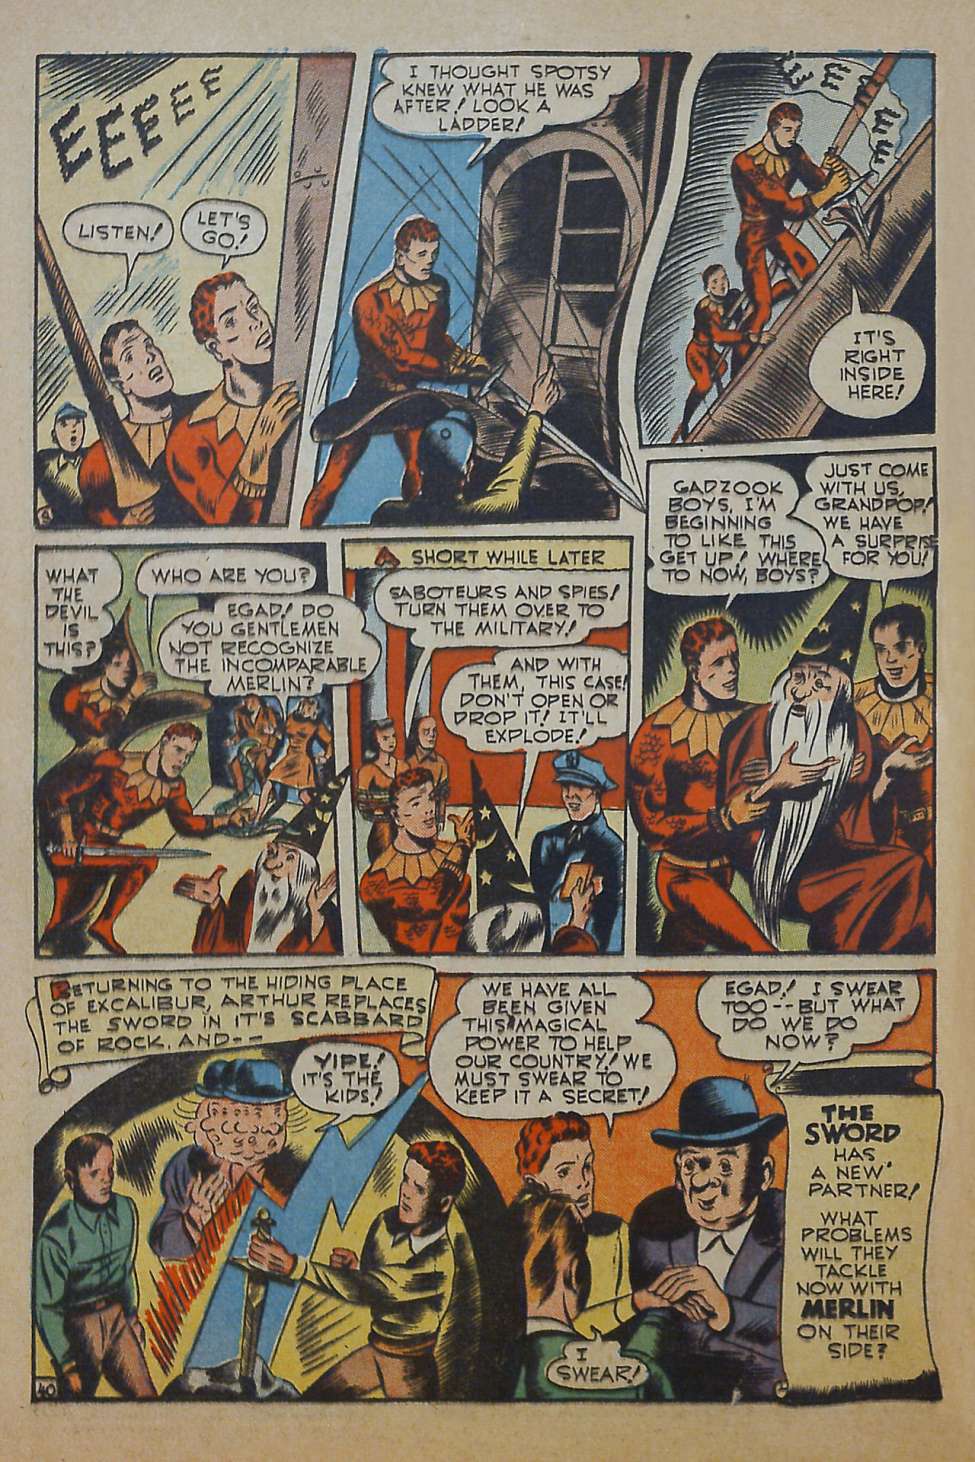 EEEEE
LISTEN!
LET'S
GO!
I THOUGHT SPOTSY
KNEW WHAT HE WAS
AFTER! LOOK A
LADDER!
EEEEEE
IT'S
RIGHT
INSIDE
HERE!
WHAT
THE
DEVIL
IS
THIS?
WHO ARE YOU?
EGAD! DO
YOU GENTLEMEN
NOT RECOGNIZE
THE INCOMPARABLE
MERLIN?
A SHORT WHILE LATER
SABOTEURS AND SPIES!
TURN THEM OVER TO
THE MILITARY!
AND WITH
THEM, THIS CASE!
DON'T OPEN OR
DROP IT! IT'LL
EXPLODE!
GADZOOK
BOYS, I'M
BEGINNING
TO LIKE THIS
GET UP! WHERE
TO NOW, BOYS?
JUST COME
WITH US,
GRANDPOP!
WE HAVE
A SURPRISE
FOR YOU!
RETURNING TO THE HIDING PLACE
OF EXCALIBUR, ARTHUR REPLACES
THE SWORD IN IT'S SCABBARD
OF ROCK, AND--
YIPE!
IT'S THE
KIDS!
WE HAVE ALL
BEEN GIVEN
THIS MAGICAL
POWER TO HELP
OUR COUNTRY! WE
MUST SWEAR TO
KEEP IT A SECRET!
EGAD! I SWEAR
TOO--BUT WHAT
DO WE DO
NOW?
I
SWEAR!
THE
SWORD
HAS
A NEW
PARTNER!
WHAT
PROBLEMS
WILL THEY
TACKLE
NOW WITH
MERLIN
ON THEIR
SIDE?
40